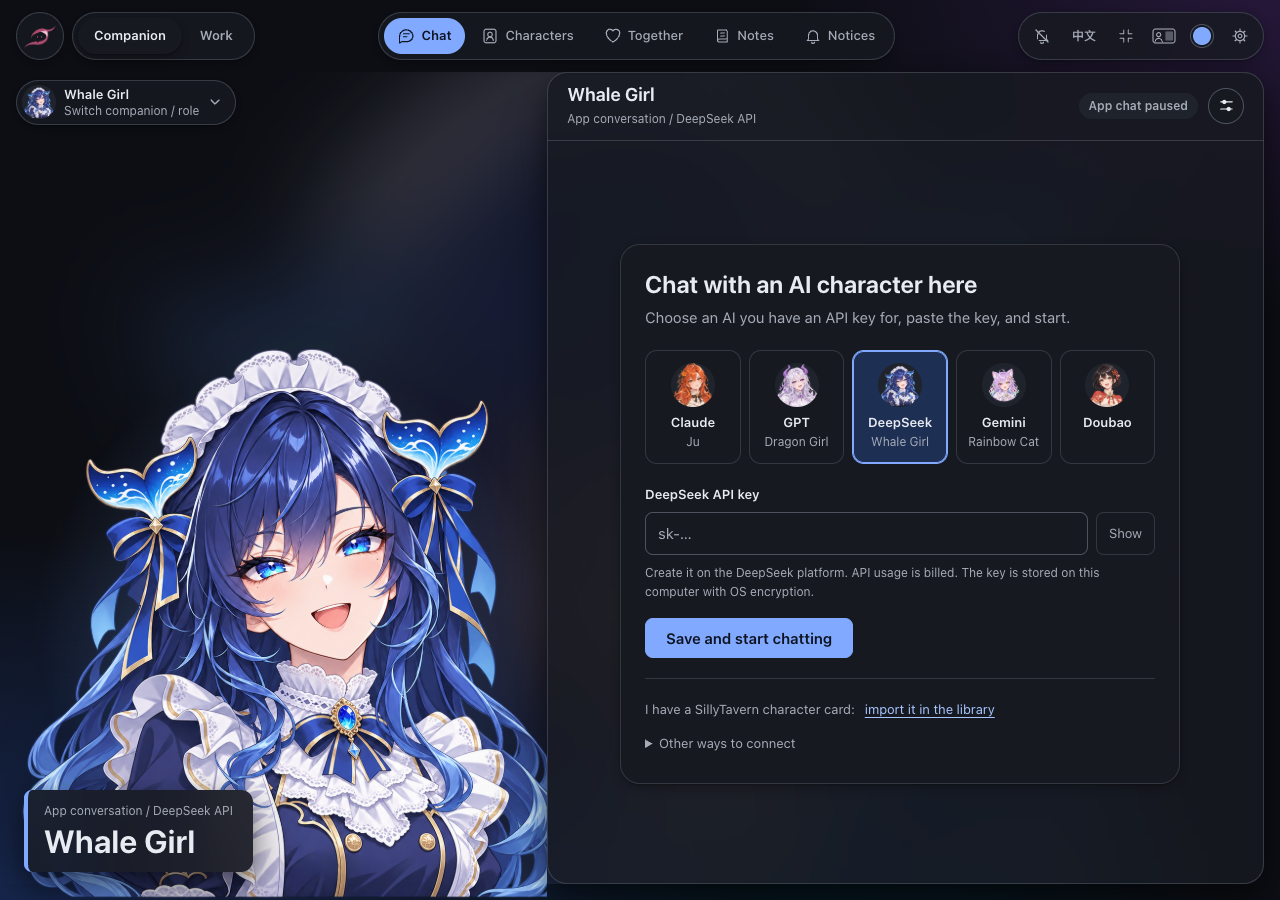 Companion
Work
Chat
Characters
Together
Notes
Notices
中文
Whale Girl
Switch companion / role
Whale Girl
App conversation / DeepSeek API
App chat paused
Chat with an AI character here
Choose an AI you have an API key for, paste the key, and start.
Claude
Ju
GPT
Dragon Girl
DeepSeek
Whale Girl
Gemini
Rainbow Cat
Doubao
DeepSeek API key
sk-...
Show
Create it on the DeepSeek platform. API usage is billed. The key is stored on this
computer with OS encryption.
Save and start chatting
I have a SillyTavern character card: import it in the library
Other ways to connect
App conversation / DeepSeek API
Whale Girl